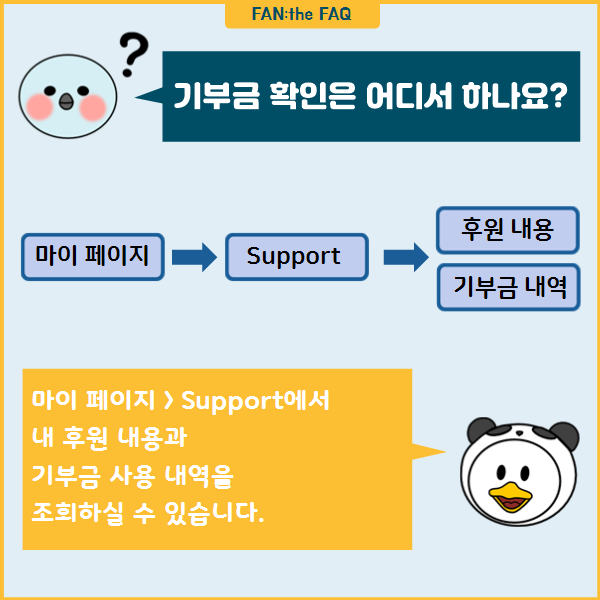 FAN:the FAQ
?
기부금 확인은 어디서 하나요?
마이 페이지
Support
후원 내용
기부금 내역
마이 페이지 > Support에서
내 후원 내용과
기부금 사용 내역을
조회하실 수 있습니다.